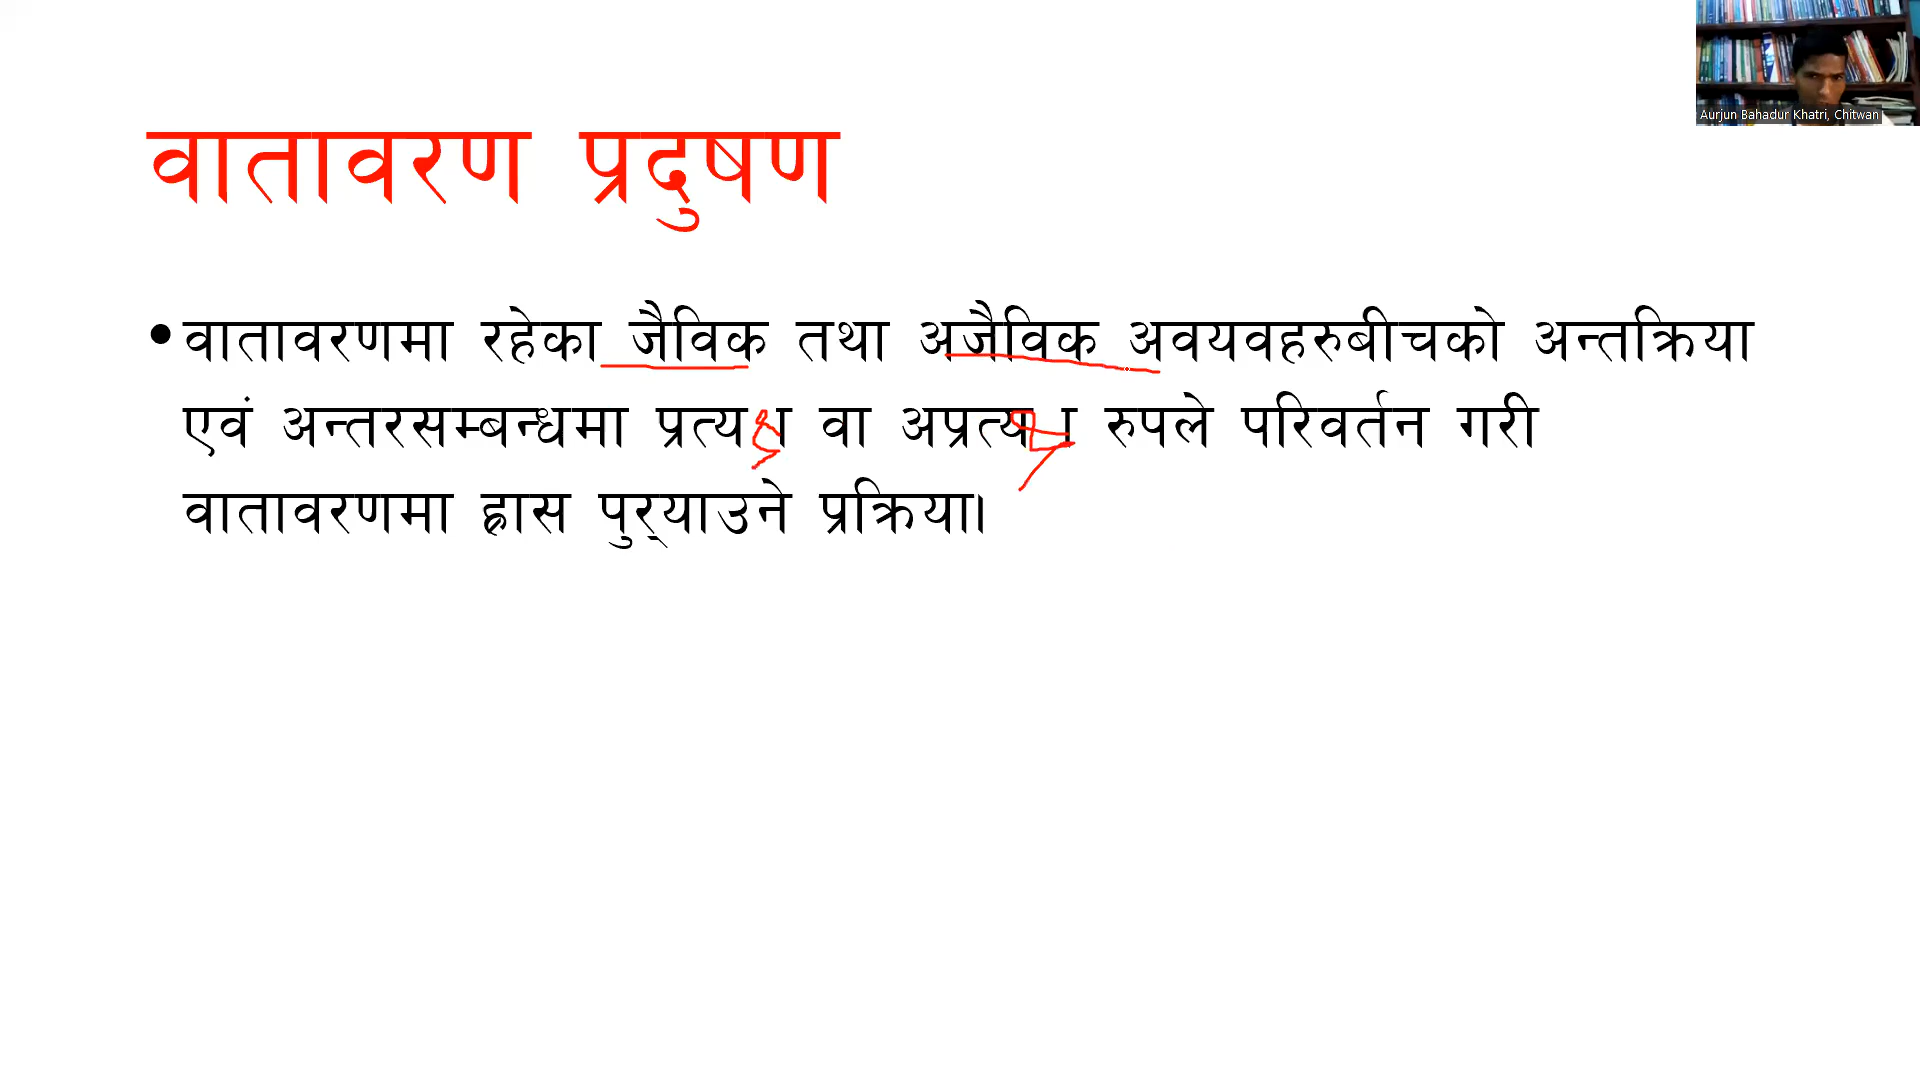 Aurjun Bahadur Khatri, Chitwan
वातावरण प्रदुषण
•वातावरणमा रहेका जैविक तथा अजैविक अवयवहरुबीचको अन्तक्रिया
एवं अन्तरसम्बन्धमा प्रत्यक्ष वा अप्रत्यक्ष रुपले परिवर्तन गरी
वातावरणमा ह्रास पुर्‍याउने प्रक्रिया।